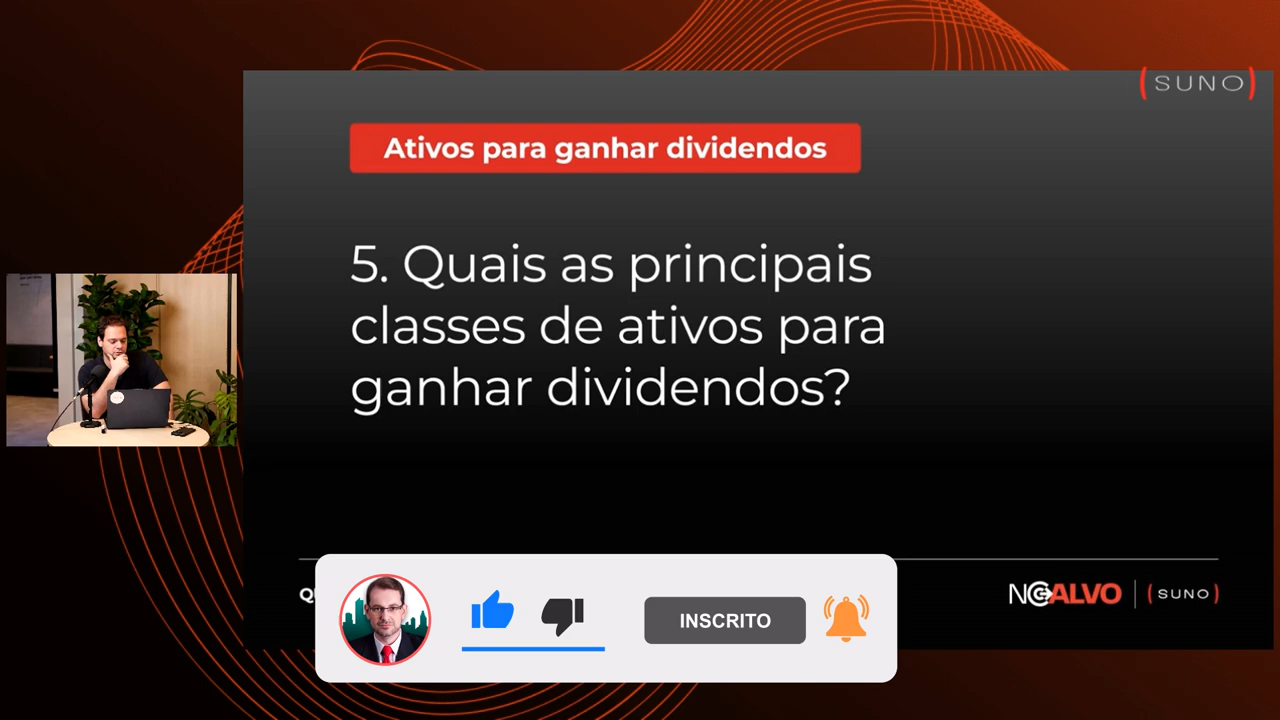 ( SUNO )
Ativos para ganhar dividendos
5. Quais as principais
classes de ativos para
ganhar dividendos?
NOALVO | ( SUNO )
INSCRITO